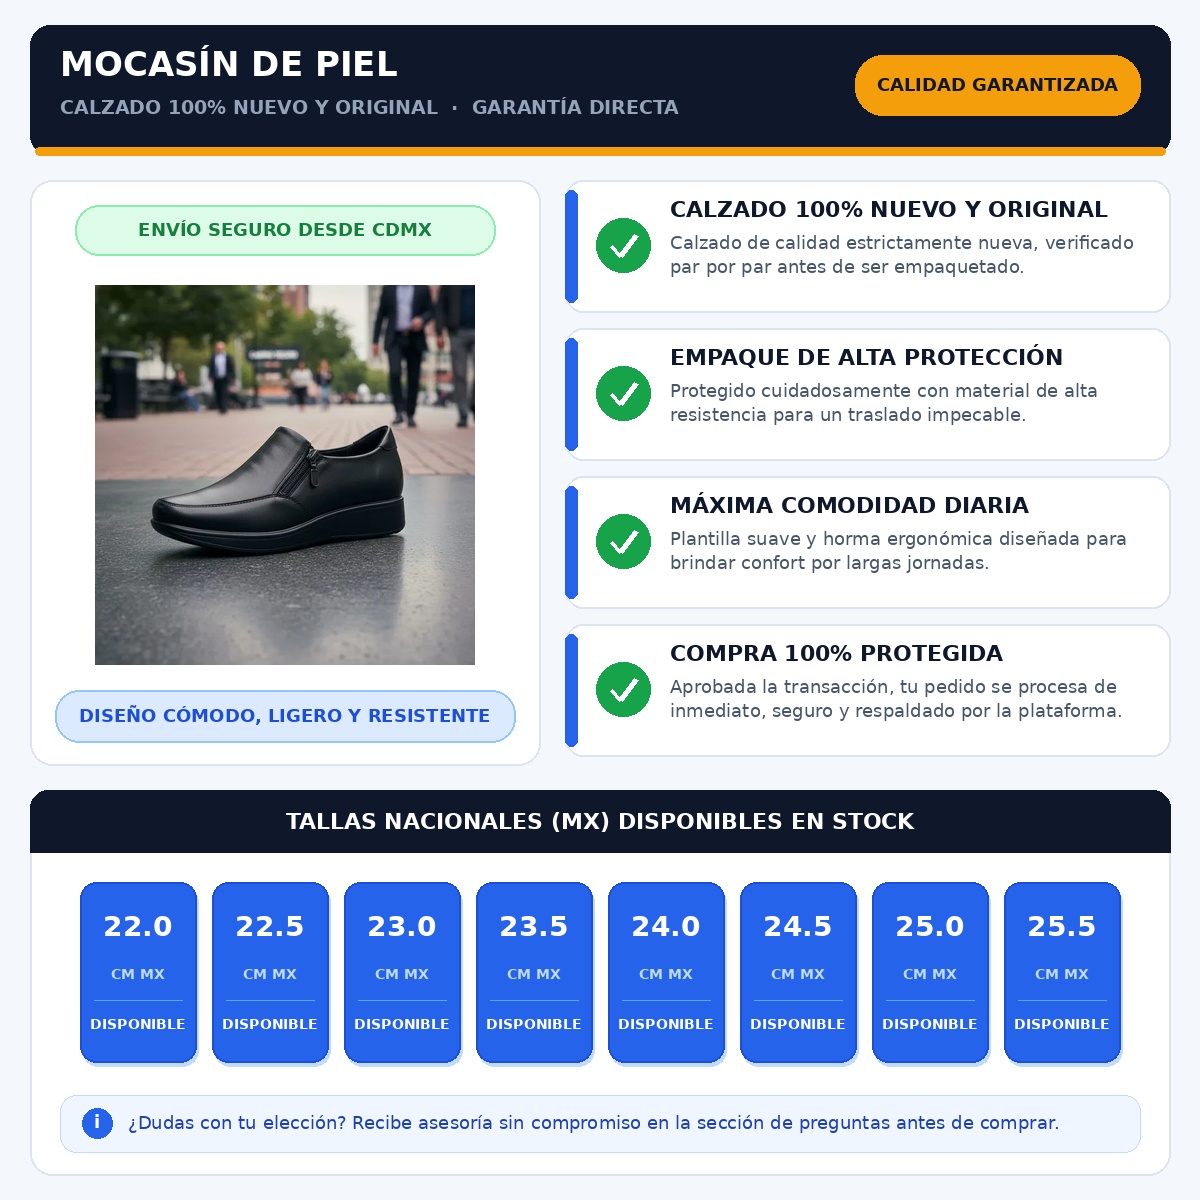 MOCASÍN DE PIEL
CALZADO 100% NUEVO Y ORIGINAL · GARANTÍA DIRECTA
CALIDAD GARANTIZADA
ENVÍO SEGURO DESDE CDMX
DISEÑO CÓMODO, LIGERO Y RESISTENTE
CALZADO 100% NUEVO Y ORIGINAL
Calzado de calidad estrictamente nueva, verificado
par por par antes de ser empaquetado.
EMPAQUE DE ALTA PROTECCIÓN
Protegido cuidadosamente con material de alta
resistencia para un traslado impecable.
MÁXIMA COMODIDAD DIARIA
Plantilla suave y horma ergonómica diseñada para
brindar confort por largas jornadas.
COMPRA 100% PROTEGIDA
Aprobada la transacción, tu pedido se procesa de
inmediato, seguro y respaldado por la plataforma.
TALLAS NACIONALES (MX) DISPONIBLES EN STOCK
22.0 22.5 23.0 23.5 24.0 24.5 25.0 25.5
CM MX CM MX CM MX CM MX CM MX CM MX CM MX CM MX
DISPONIBLE DISPONIBLE DISPONIBLE DISPONIBLE DISPONIBLE DISPONIBLE DISPONIBLE DISPONIBLE
i ¿Dudas con tu elección? Recibe asesoría sin compromiso en la sección de preguntas antes de comprar.